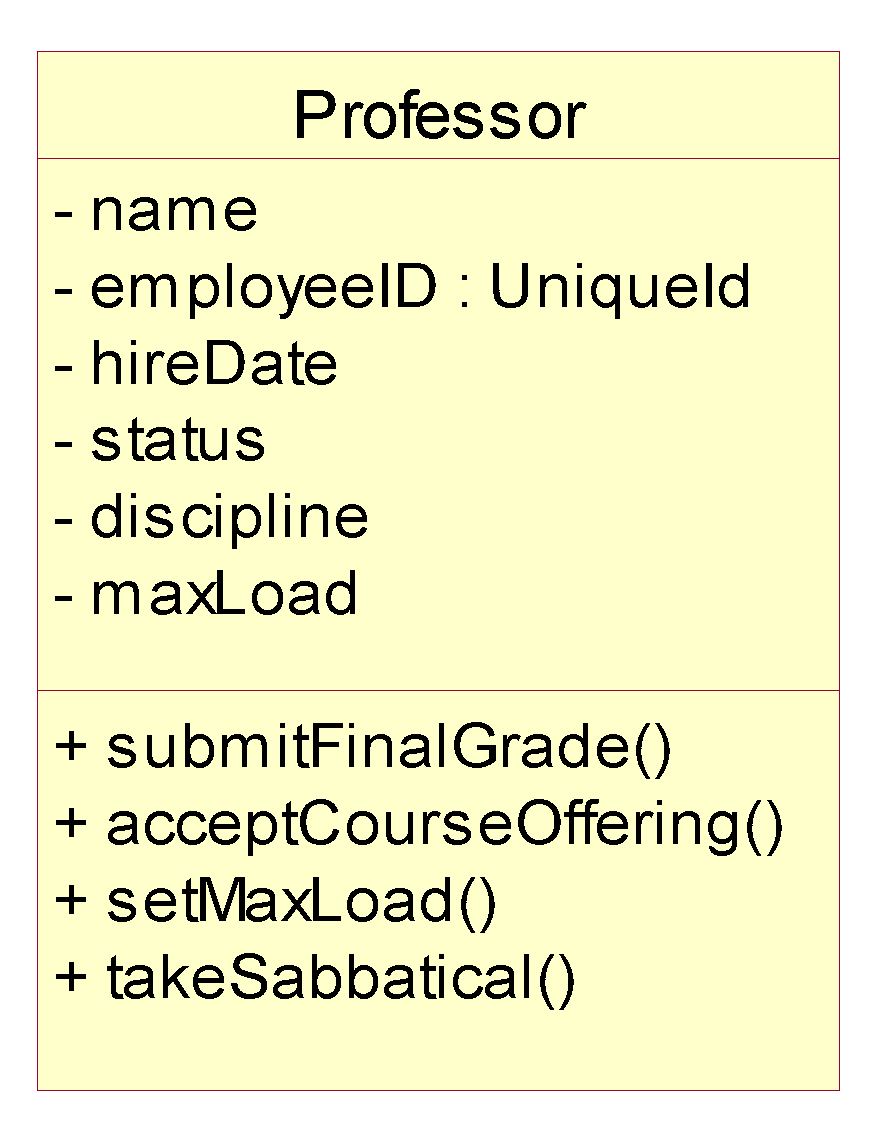 Professor
- name
- employeeID : UniqueId
- hireDate
- status
- discipline
- maxLoad
+ submitFinalGrade()
+ acceptCourseOffering()
+ setMaxLoad()
+ takeSabbatical()